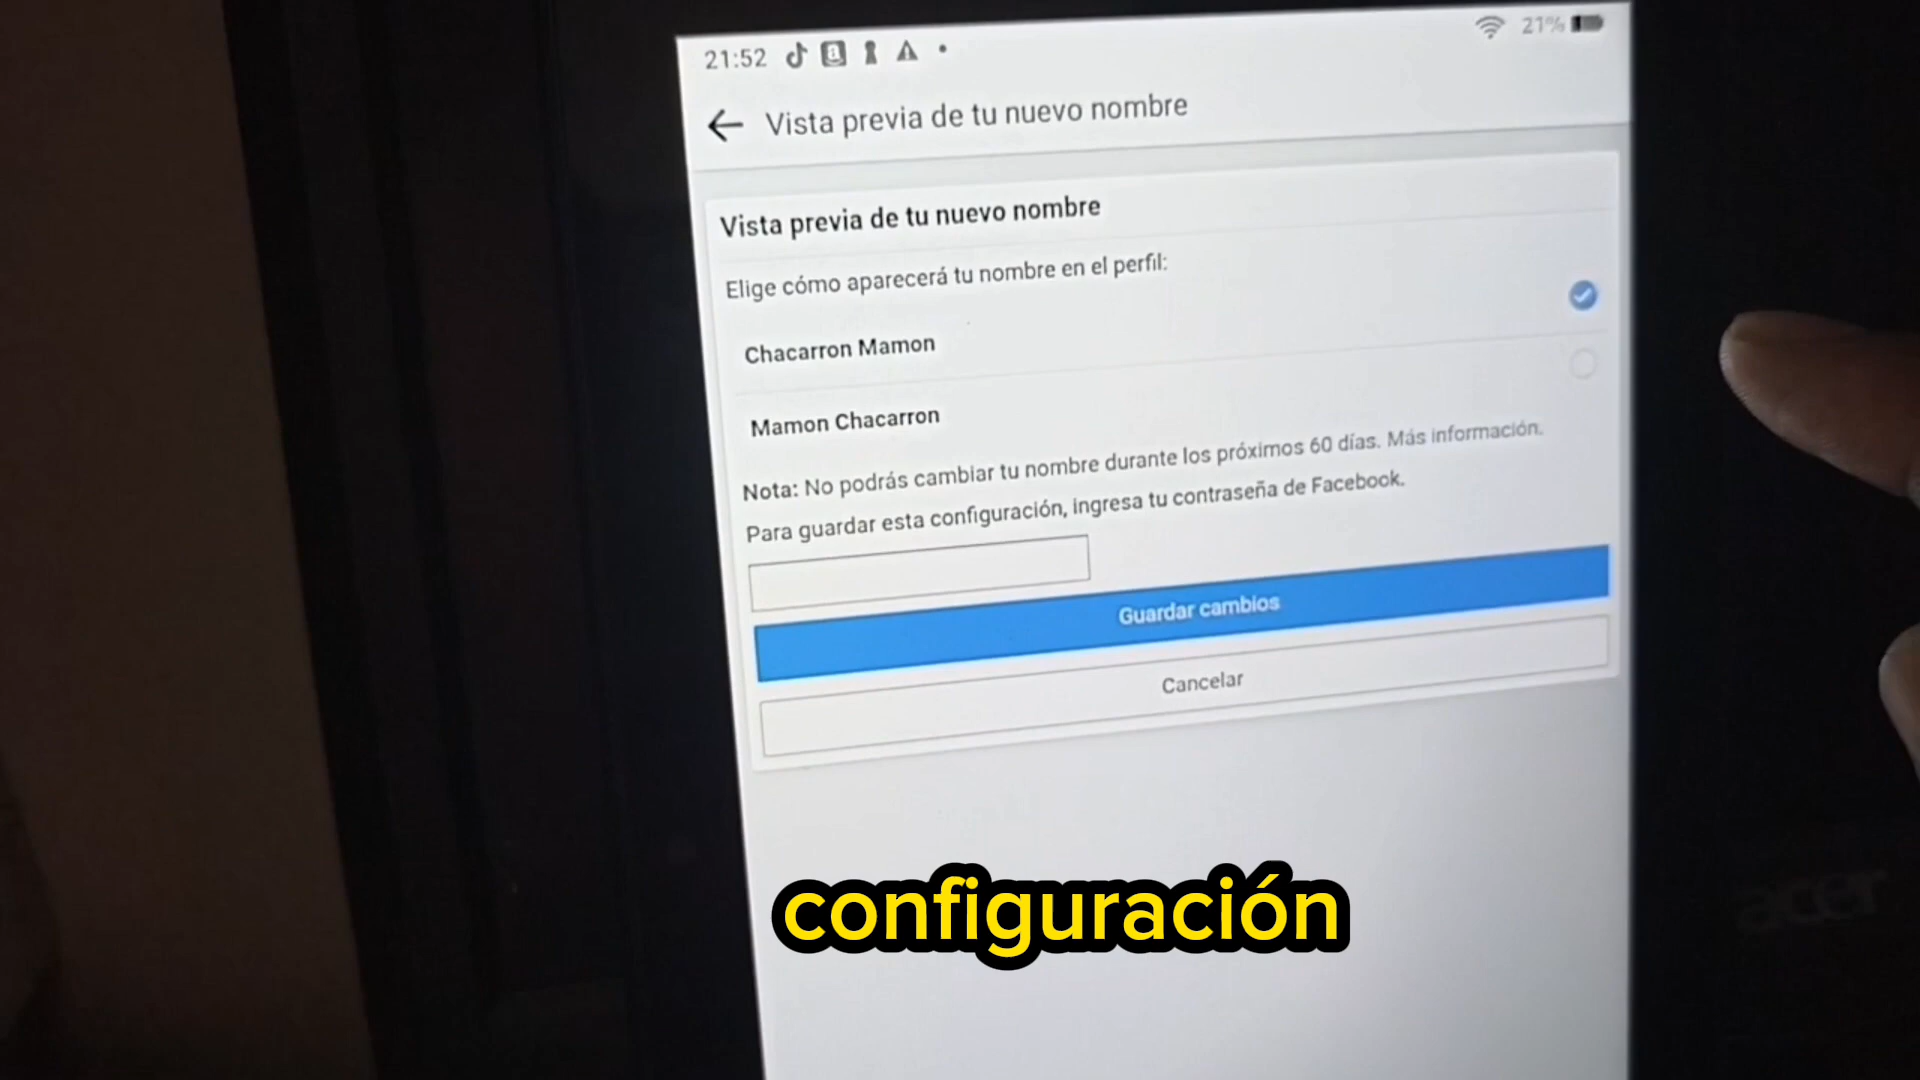 21:52
21%
Vista previa de tu nuevo nombre
Vista previa de tu nuevo nombre
Elige cómo aparecerá tu nombre en el perfil:
Chacarron Mamon
Mamon Chacarron
Nota: No podrás cambiar tu nombre durante los próximos 60 días. Más información.
Para guardar esta configuración, ingresa tu contraseña de Facebook.
Guardar cambios
Cancelar
configuración
acer